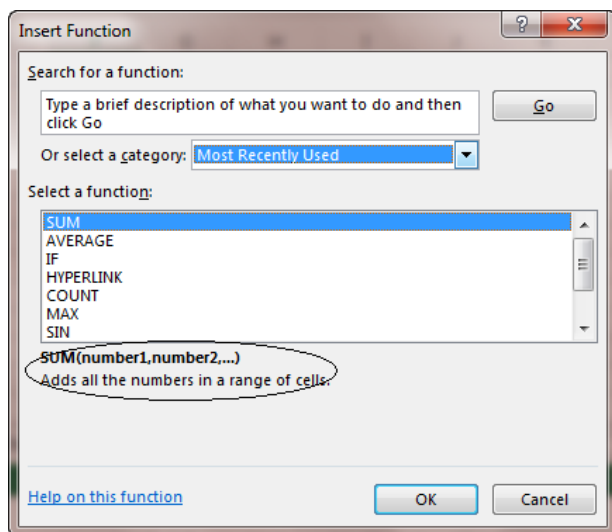 Insert Function
Search for a function:
Type a brief description of what you want to do and then
click Go
Go
Or select a category: Most Recently Used
Select a function:
SUM
AVERAGE
IF
HYPERLINK
COUNT
MAX
SIN
SUM(number1,number2,...)
Adds all the numbers in a range of cells.
Help on this function
OK
Cancel